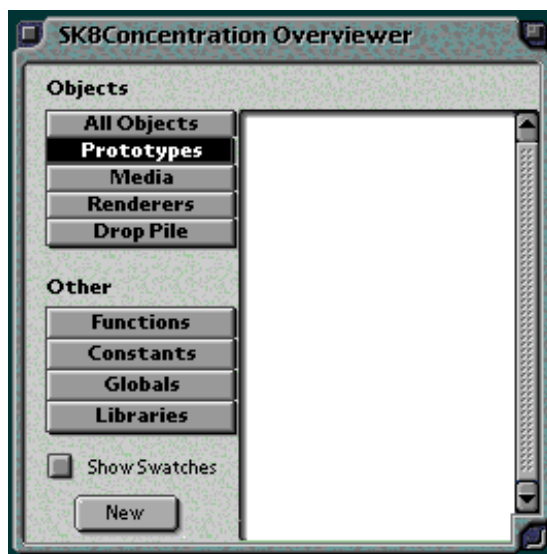 SK8Concentration Overviewer
Objects
All Objects
Prototypes
Media
Renderers
Drop Pile
Other
Functions
Constants
Globals
Libraries
Show Swatches
New